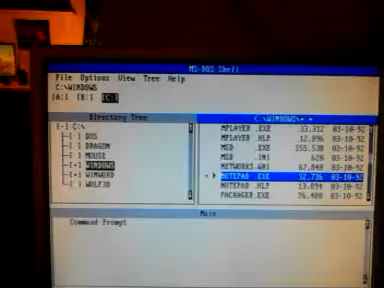 MS-DOS Shell
File Options View Tree Help
C:\WINDOWS
[A:] [B:] [C:]
Directory Tree
[-] C:\
[ ] DOS
[ ] DRAGON
[ ] MOUSE
[+] WINDOWS
[+] WINWORD
[ ] WOLF3D
C:\WINDOWS\*.*
MPLAYER .EXE 33,312 03-10-92
MPLAYER .HLP 12,896 03-10-92
MSD .EXE 155,538 03-10-92
MSD .INI 620 03-10-92
NETWORKS.WRI 67,840 03-10-92
NOTEPAD .EXE 32,736 03-10-92
NOTEPAD .HLP 13,894 03-10-92
PACKAGER.EXE 76,480 03-10-92
Main
Command Prompt